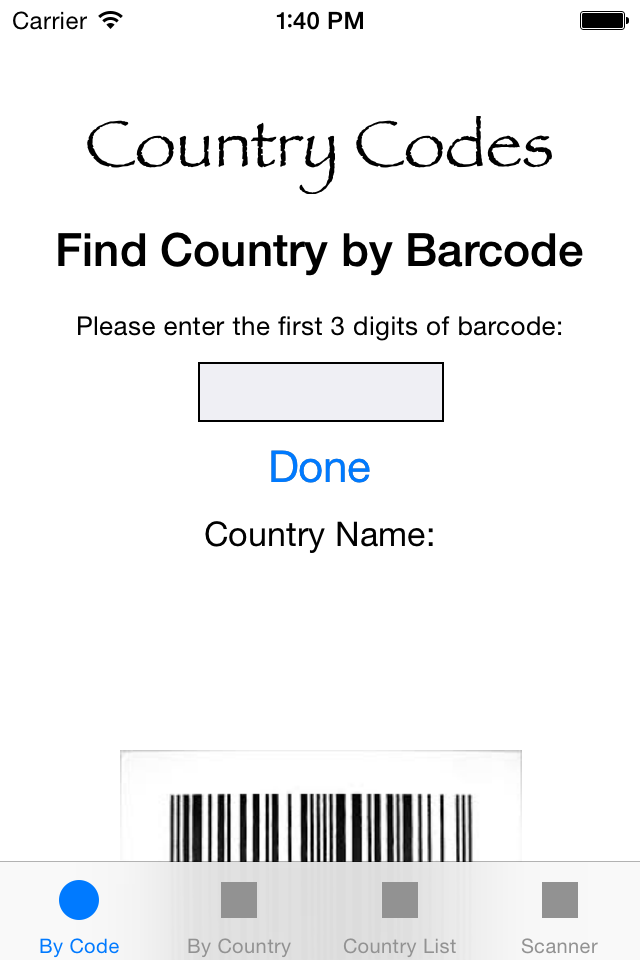 Carrier 1:40 PM
Country Codes
Find Country by Barcode
Please enter the first 3 digits of barcode:
Done
Country Name:
By Code By Country Country List Scanner